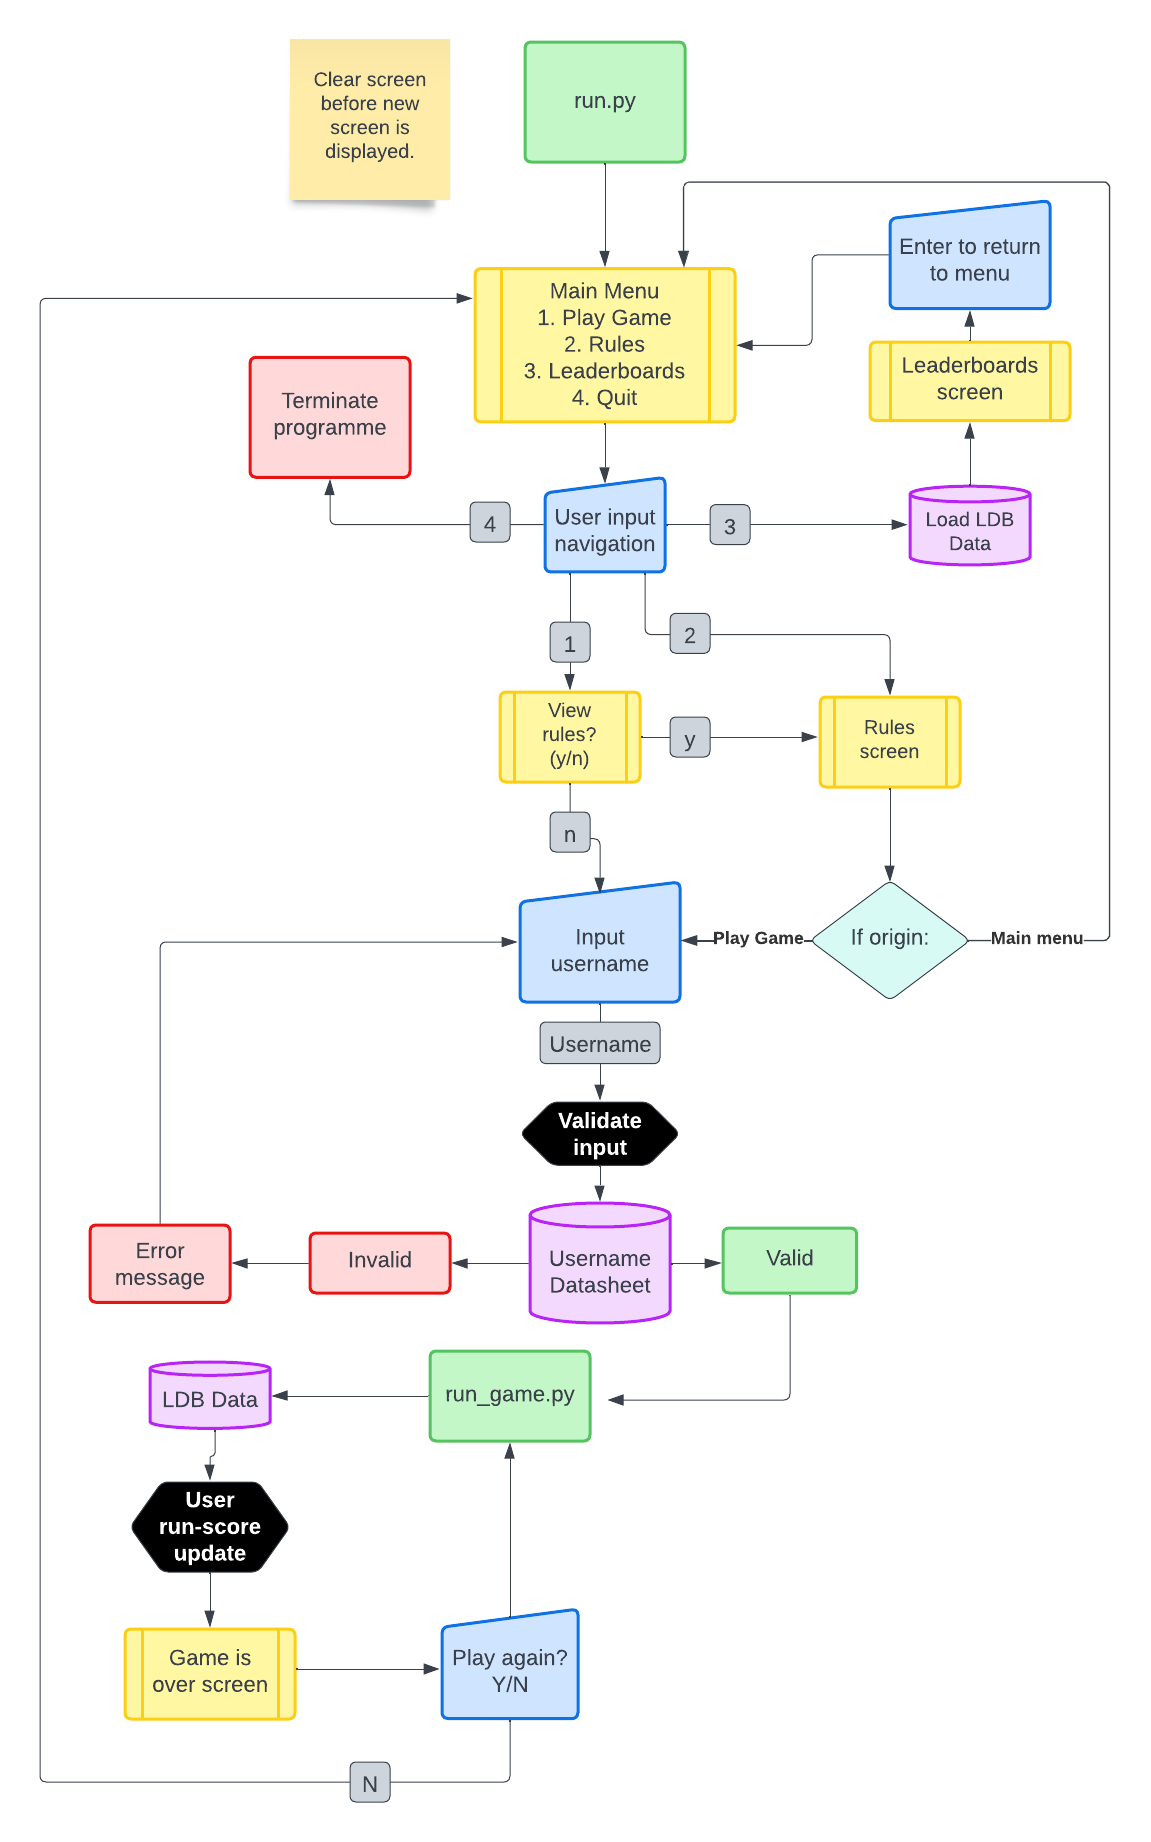 Clear screen
before new
screen is
displayed.
run.py
Enter to return
to menu
Main Menu
1. Play Game
2. Rules
3. Leaderboards
4. Quit
Leaderboards
screen
Terminate
programme
4
User input
navigation
3
Load LDB
Data
1
2
View
rules?
(y/n)
y
Rules
screen
n
Input
username
Play Game
If origin:
Main menu
Username
Validate
input
Error
message
Invalid
Username
Datasheet
Valid
LDB Data
run_game.py
User
run-score
update
Game is
over screen
Play again?
Y/N
N